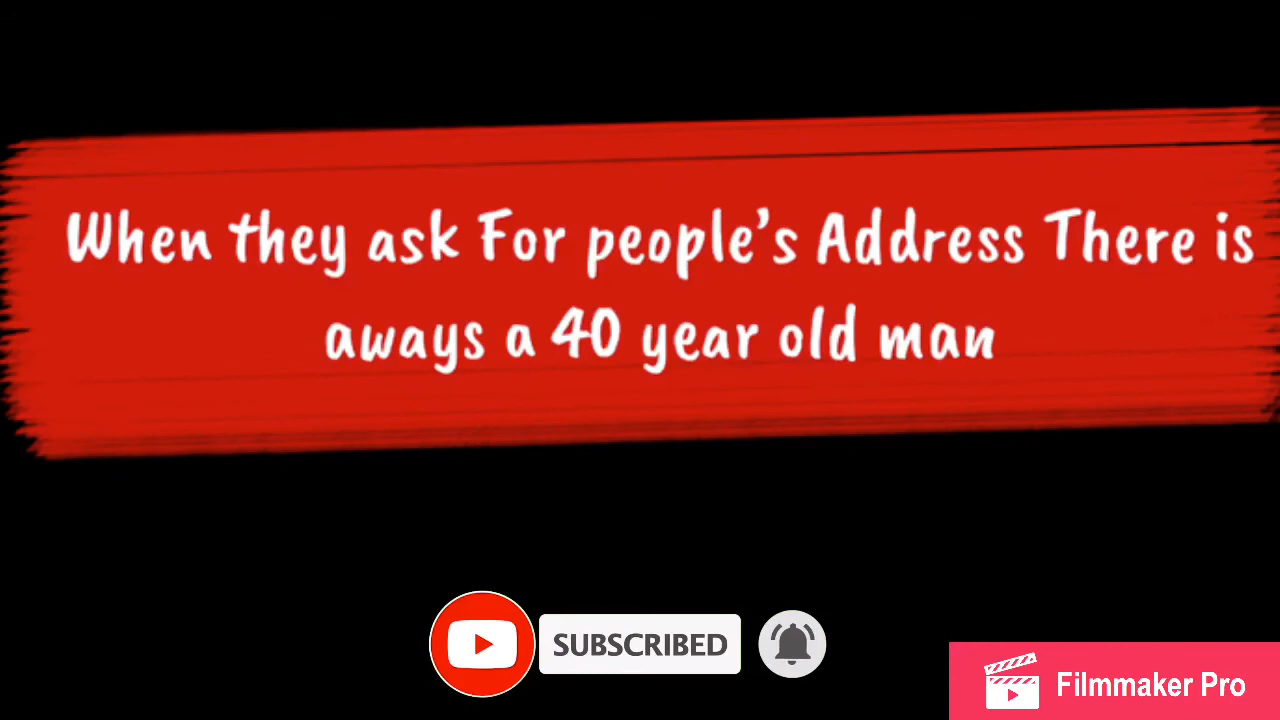 When they ask For people's Address There is
aways a 40 year old man
SUBSCRIBED
Filmmaker Pro